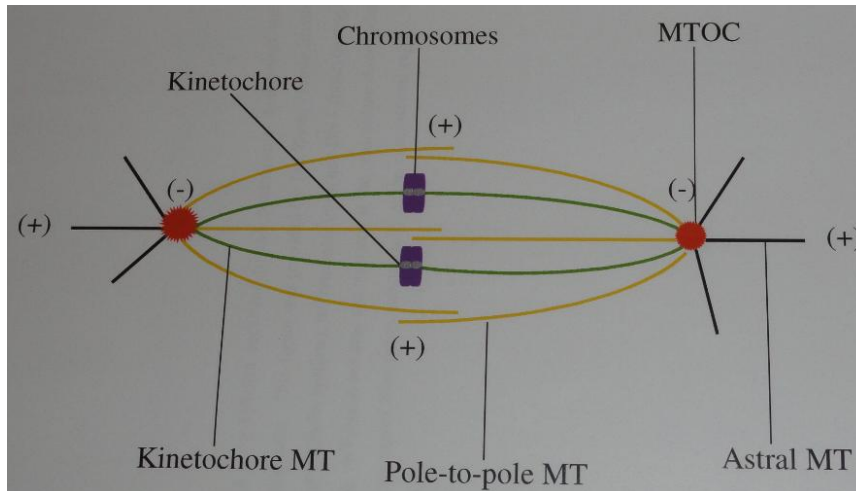 Chromosomes
MTOC
Kinetochore
(+)
(-)
(-)
(+)
(+)
(+)
Kinetochore MT
Pole-to-pole MT
Astral MT